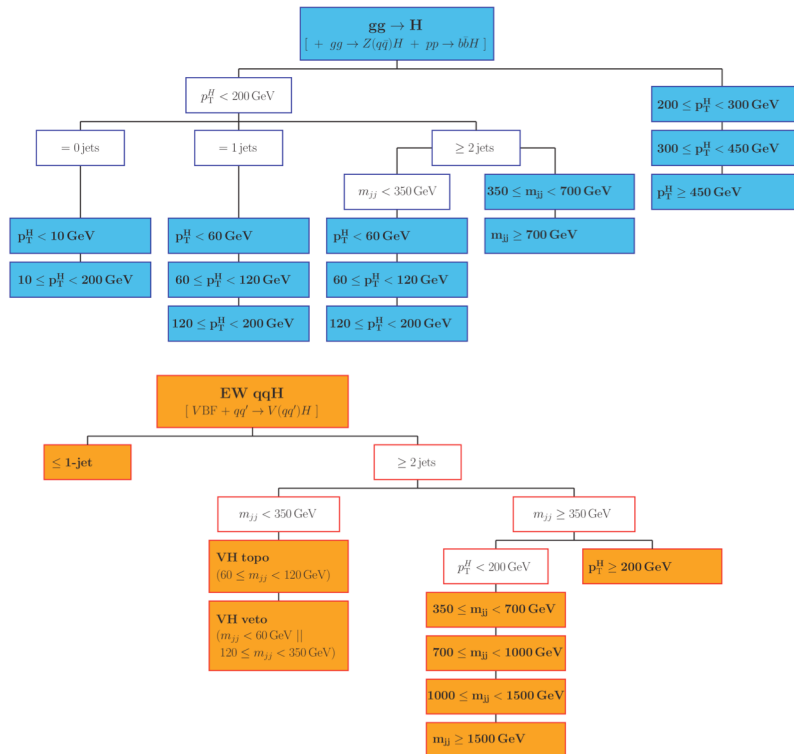 gg → H
[ + gg → Z(qq̄)H + pp → bb̄H ]
p_T^H < 200 GeV
200 ≤ p_T^H < 300 GeV
300 ≤ p_T^H < 450 GeV
p_T^H ≥ 450 GeV
= 0 jets
= 1 jets
≥ 2 jets
m_jj < 350 GeV
350 ≤ m_jj < 700 GeV
m_jj ≥ 700 GeV
p_T^H < 10 GeV
10 ≤ p_T^H < 200 GeV
p_T^H < 60 GeV
60 ≤ p_T^H < 120 GeV
120 ≤ p_T^H < 200 GeV
p_T^H < 60 GeV
60 ≤ p_T^H < 120 GeV
120 ≤ p_T^H < 200 GeV
EW qqH
[ VBF + qq′ → V(qq′)H ]
≤ 1-jet
≥ 2 jets
m_jj < 350 GeV
VH topo
(60 ≤ m_jj < 120 GeV)
VH veto
(m_jj < 60 GeV ||
120 ≤ m_jj < 350 GeV)
m_jj ≥ 350 GeV
p_T^H < 200 GeV
p_T^H ≥ 200 GeV
350 ≤ m_jj < 700 GeV
700 ≤ m_jj < 1000 GeV
1000 ≤ m_jj < 1500 GeV
m_jj ≥ 1500 GeV